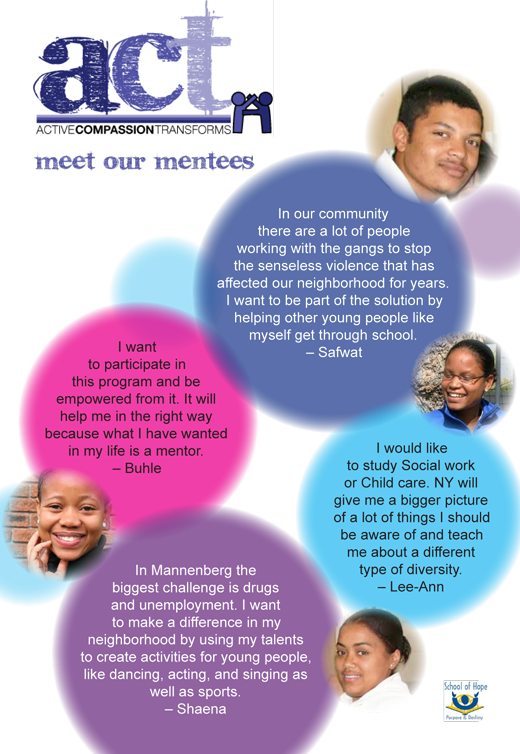 act
ACTIVECOMPASSIONTRANSFORMS
meet our mentees
In our community
there are a lot of people
working with the gangs to stop
the senseless violence that has
affected our neighborhood for years.
I want to be part of the solution by
helping other young people like
myself get through school.
– Safwat
I want
to participate in
this program and be
empowered from it. It will
help me in the right way
because what I have wanted
in my life is a mentor.
– Buhle
I would like
to study Social work
or Child care. NY will
give me a bigger picture
of a lot of things I should
be aware of and teach
me about a different
type of diversity.
– Lee-Ann
In Mannenberg the
biggest challenge is drugs
and unemployment. I want
to make a difference in my
neighborhood by using my talents
to create activities for young people,
like dancing, acting, and singing as
well as sports.
– Shaena
School of Hope
Purpose & Destiny